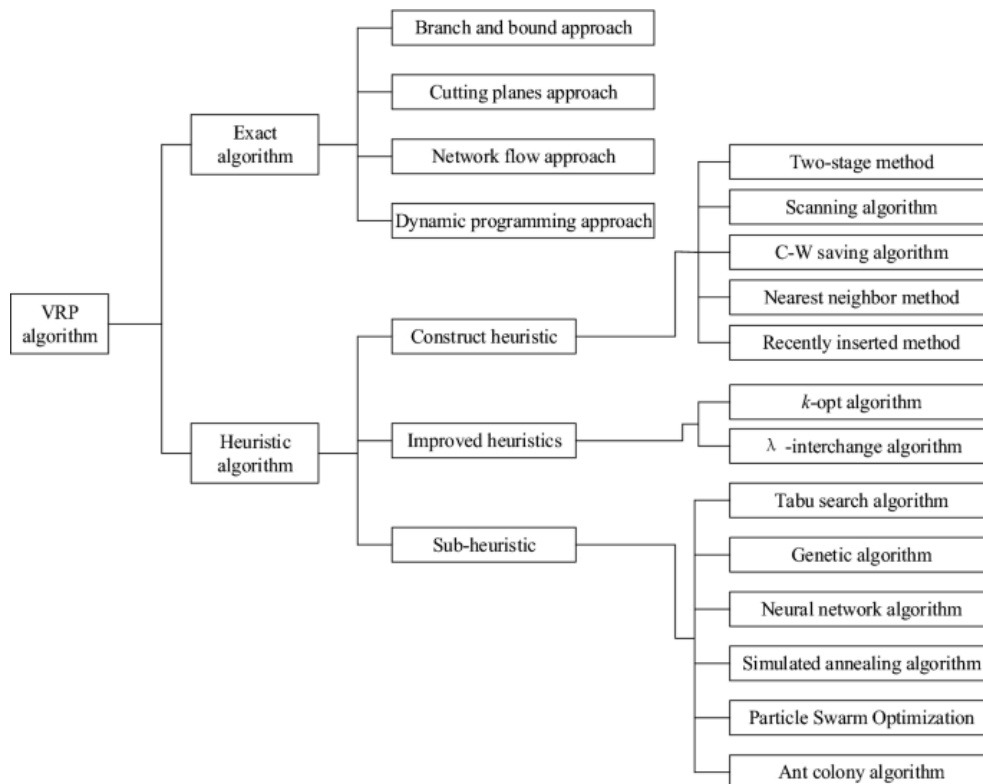 VRP
algorithm
Exact
algorithm
Branch and bound approach
Cutting planes approach
Network flow approach
Dynamic programming approach
Heuristic
algorithm
Construct heuristic
Two-stage method
Scanning algorithm
C-W saving algorithm
Nearest neighbor method
Recently inserted method
Improved heuristics
k-opt algorithm
λ -interchange algorithm
Sub-heuristic
Tabu search algorithm
Genetic algorithm
Neural network algorithm
Simulated annealing algorithm
Particle Swarm Optimization
Ant colony algorithm